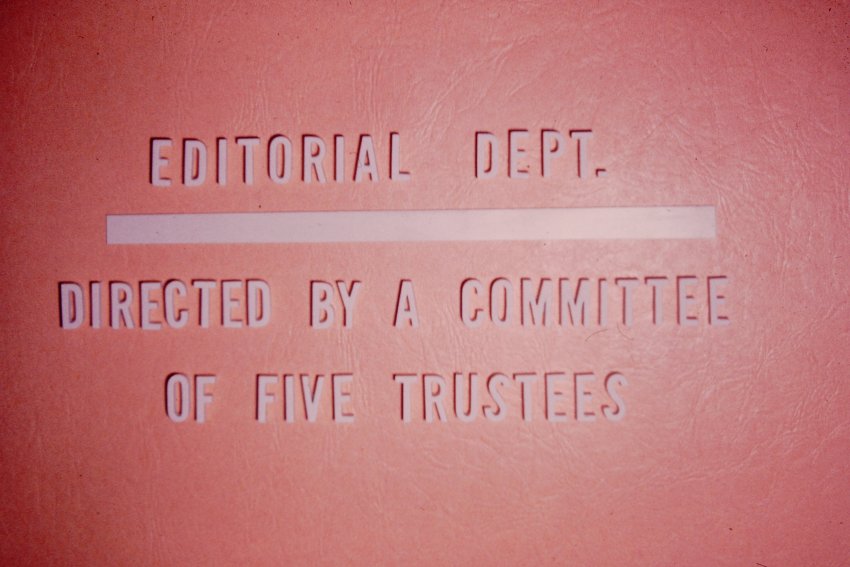 EDITORIAL DEPT.
DIRECTED BY A COMMITTEE
OF FIVE TRUSTEES